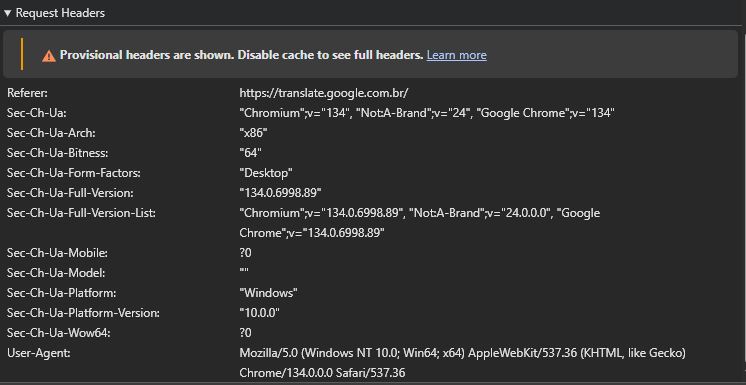 Request Headers
Provisional headers are shown. Disable cache to see full headers. Learn more
Referer: https://translate.google.com.br/
Sec-Ch-Ua: "Chromium";v="134", "Not:A-Brand";v="24", "Google Chrome";v="134"
Sec-Ch-Ua-Arch: "x86"
Sec-Ch-Ua-Bitness: "64"
Sec-Ch-Ua-Form-Factors: "Desktop"
Sec-Ch-Ua-Full-Version: "134.0.6998.89"
Sec-Ch-Ua-Full-Version-List: "Chromium";v="134.0.6998.89", "Not:A-Brand";v="24.0.0.0", "Google
Chrome";v="134.0.6998.89"
Sec-Ch-Ua-Mobile: ?0
Sec-Ch-Ua-Model: ""
Sec-Ch-Ua-Platform: "Windows"
Sec-Ch-Ua-Platform-Version: "10.0.0"
Sec-Ch-Ua-Wow64: ?0
User-Agent: Mozilla/5.0 (Windows NT 10.0; Win64; x64) AppleWebKit/537.36 (KHTML, like Gecko)
Chrome/134.0.0.0 Safari/537.36